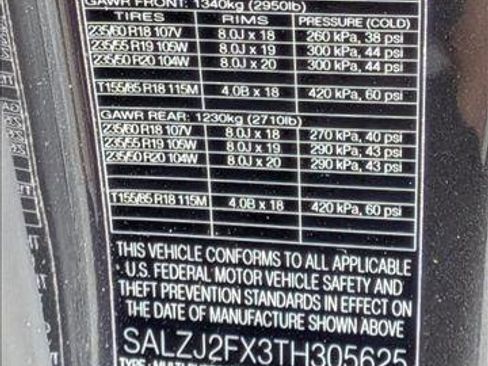 GAWR FRONT: 1340kg (2950lb)
TIRES RIMS PRESSURE (COLD)
235/60 R18 107V 8.0J x 18 260 kPa, 38 psi
235/55 R19 105W 8.0J x 19 300 kPa, 44 psi
235/50 R20 104W 8.0J x 20 300 kPa, 44 psi
T155/85 R18 115M 4.0B x 18 420 kPa, 60 psi
GAWR REAR: 1230kg (2710lb)
235/60 R18 107V 8.0J x 18 270 kPa, 40 psi
235/55 R19 105W 8.0J x 19 290 kPa, 43 psi
235/50 R20 104W 8.0J x 20 290 kPa, 43 psi
T155/85 R18 115M 4.0B x 18 420 kPa, 60 psi
THIS VEHICLE CONFORMS TO ALL APPLICABLE
U.S. FEDERAL MOTOR VEHICLE SAFETY AND
THEFT PREVENTION STANDARDS IN EFFECT ON
THE DATE OF MANUFACTURE SHOWN ABOVE
SALZJ2FX3TH305625